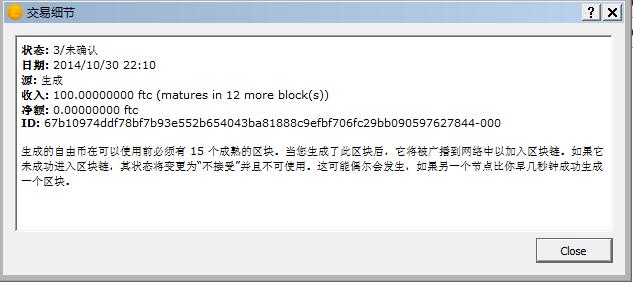 交易细节
状态: 3/未确认
日期: 2014/10/30 22:10
源: 生成
收入: 100.00000000 ftc (matures in 12 more block(s))
净额: 0.00000000 ftc
ID: 67b10974ddf78bf7b93e552b654043ba81888c9efbf706fc29bb090597627844-000
生成的自由币在可以使用前必须有 15 个成熟的区块。当您生成了此区块后，它将被广播到网络中以加入区块链。如果它
未成功进入区块链，其状态将变更为“不接受”并且不可使用。这可能偶尔会发生，如果另一个节点比你早几秒钟成功生成
一个区块。
Close